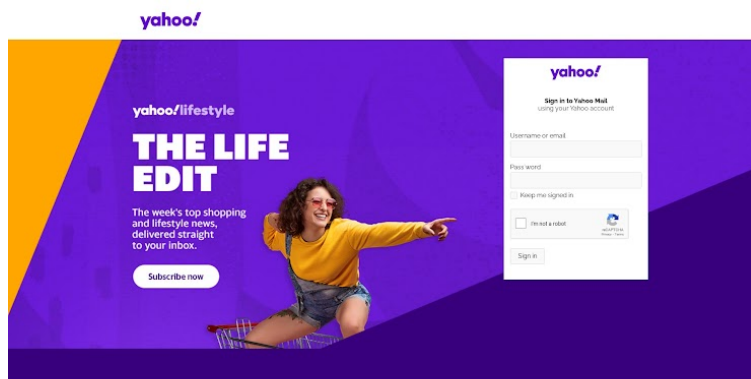 yahoo!
yahoo!
Sign in to Yahoo Mail
using your Yahoo account
yahoo!lifestyle
THE LIFE
EDIT
The week's top shopping
and lifestyle news,
delivered straight
to your inbox.
Subscribe now
Username or email
Pass word
Keep me signed in
I'm not a robot
reCAPTCHA
Privacy - Terms
Sign in